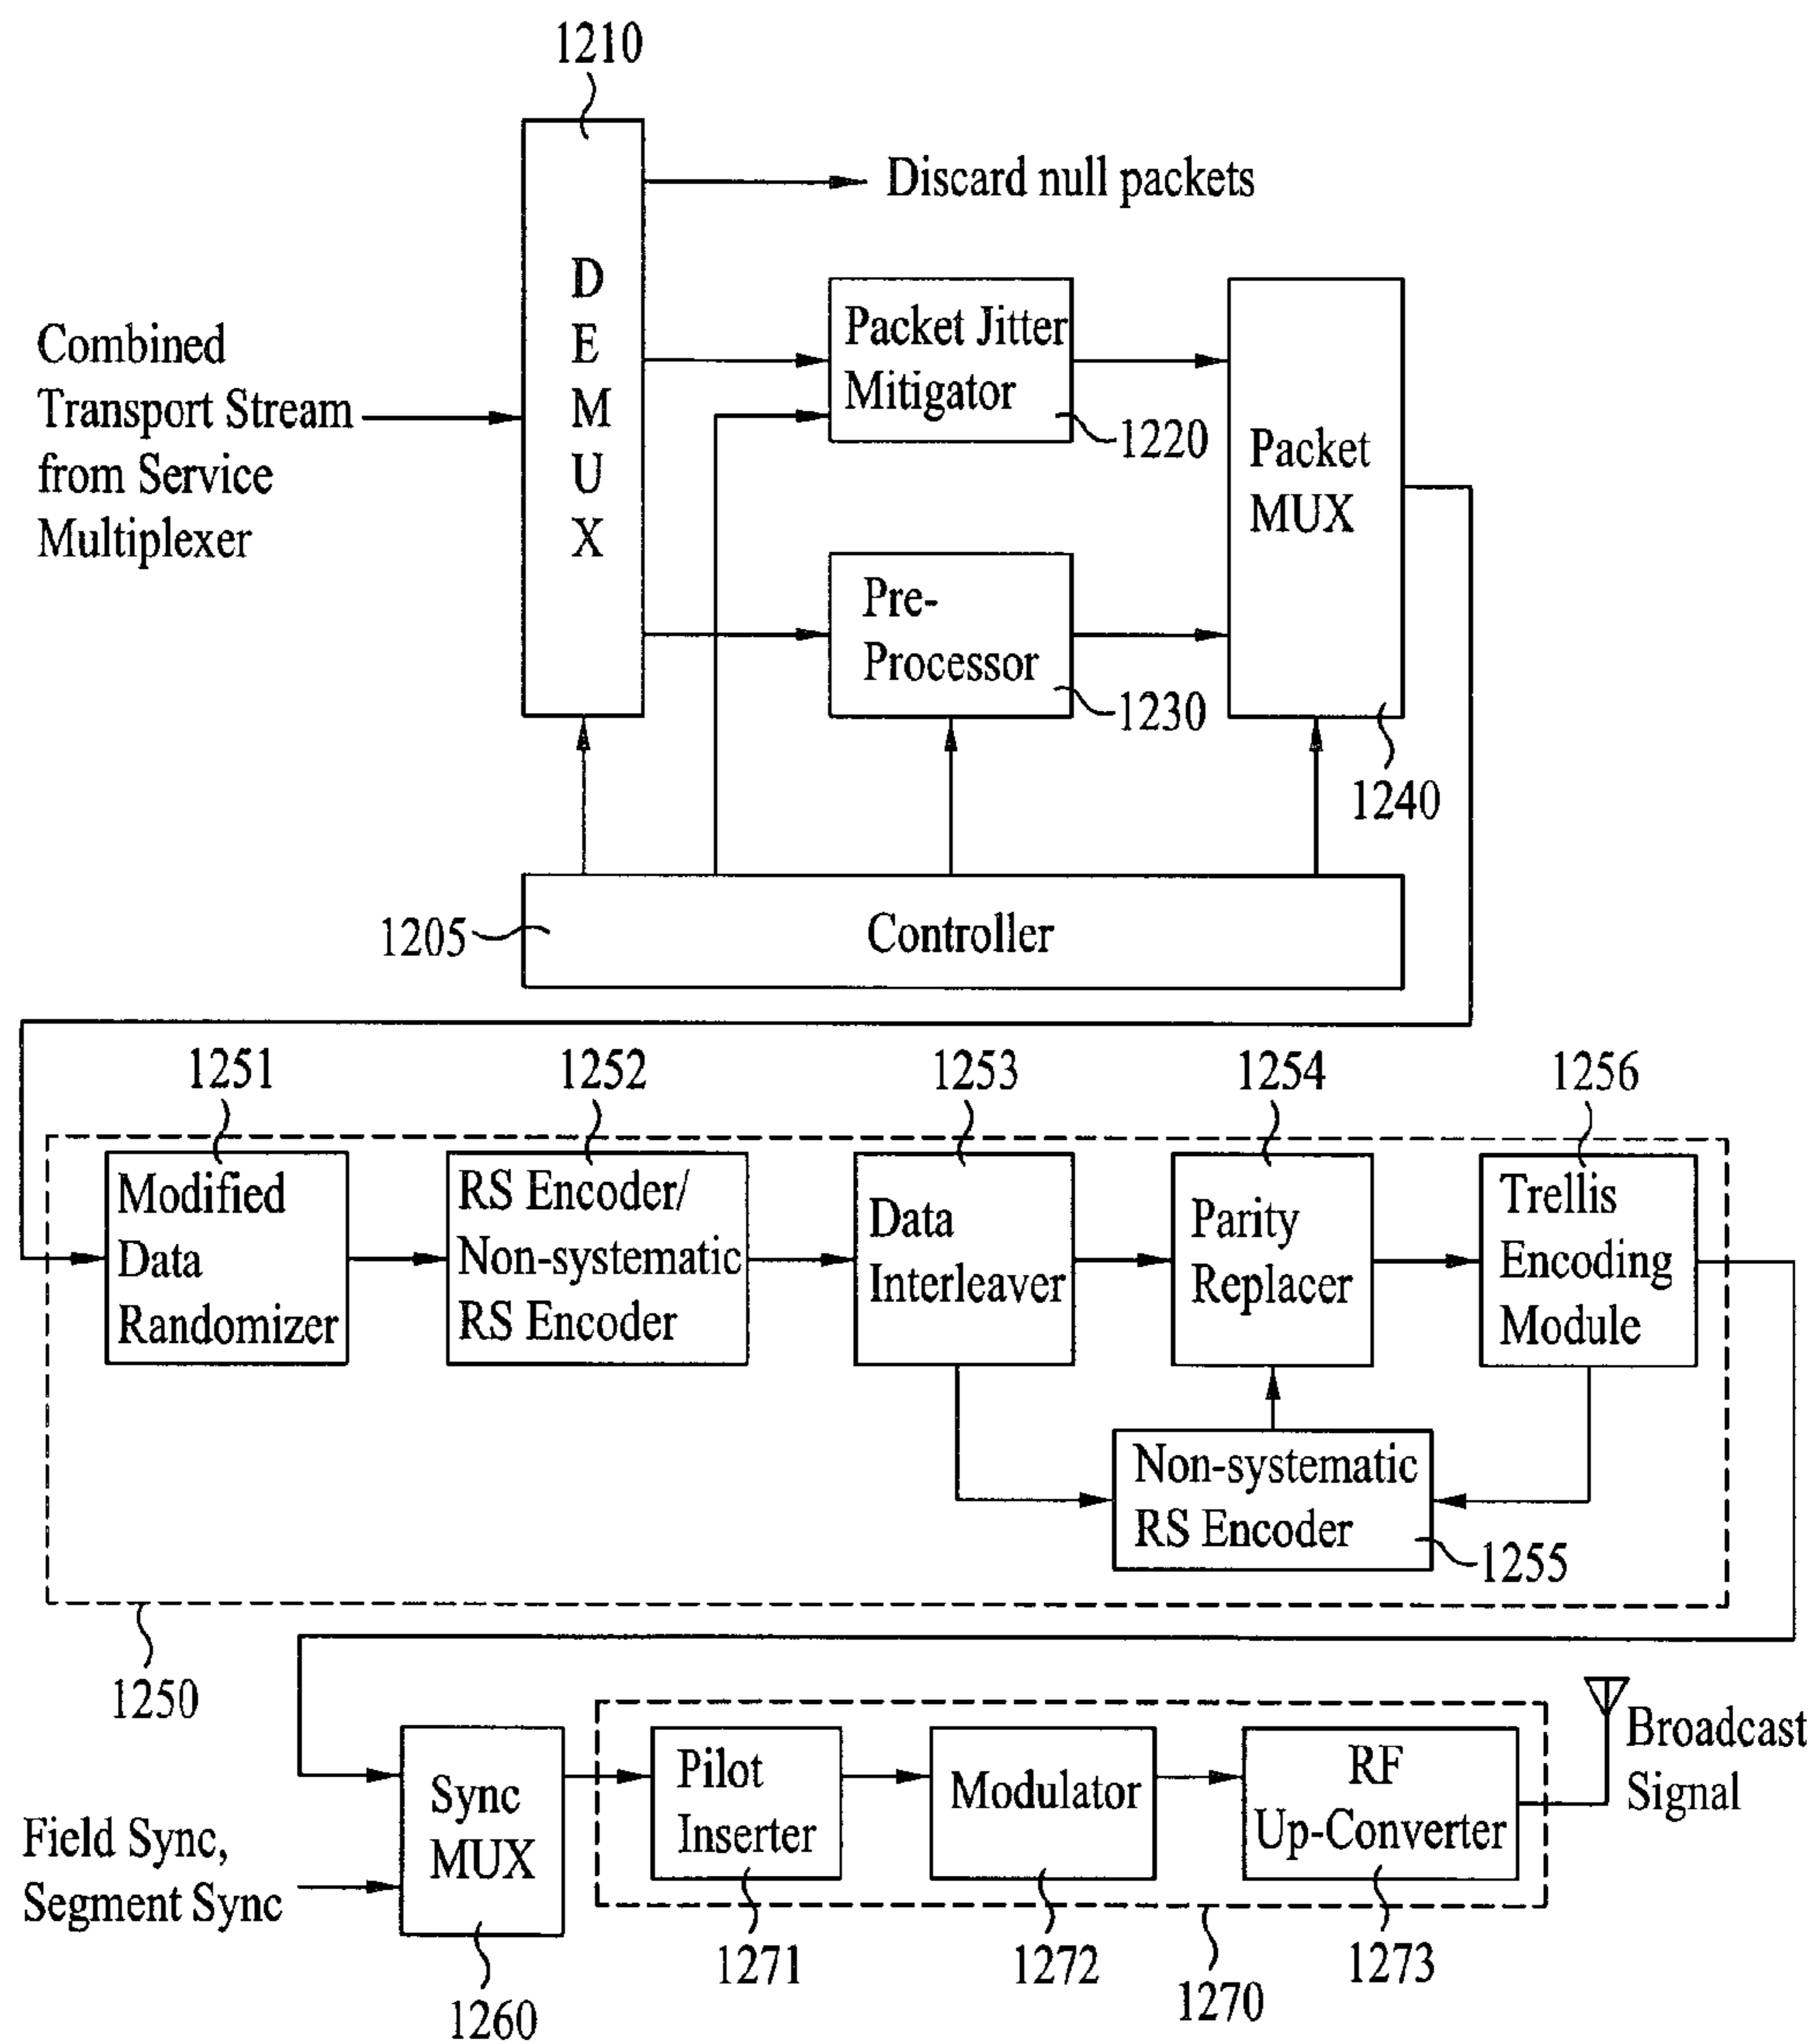 1210
Discard null packets
D
E
M
U
X
Combined
Transport Stream
from Service
Multiplexer
Packet Jitter
Mitigator
1220
Packet
MUX
Pre-
Processor
1230
1240
1205
Controller
1251
1252
1253
1254
1256
Modified
Data
Randomizer
RS Encoder/
Non-systematic
RS Encoder
Data
Interleaver
Parity
Replacer
Trellis
Encoding
Module
Non-systematic
RS Encoder
1255
1250
Field Sync,
Segment Sync
Sync
MUX
1260
Pilot
Inserter
1271
Modulator
1272
RF
Up-Converter
1273
1270
Broadcast
Signal